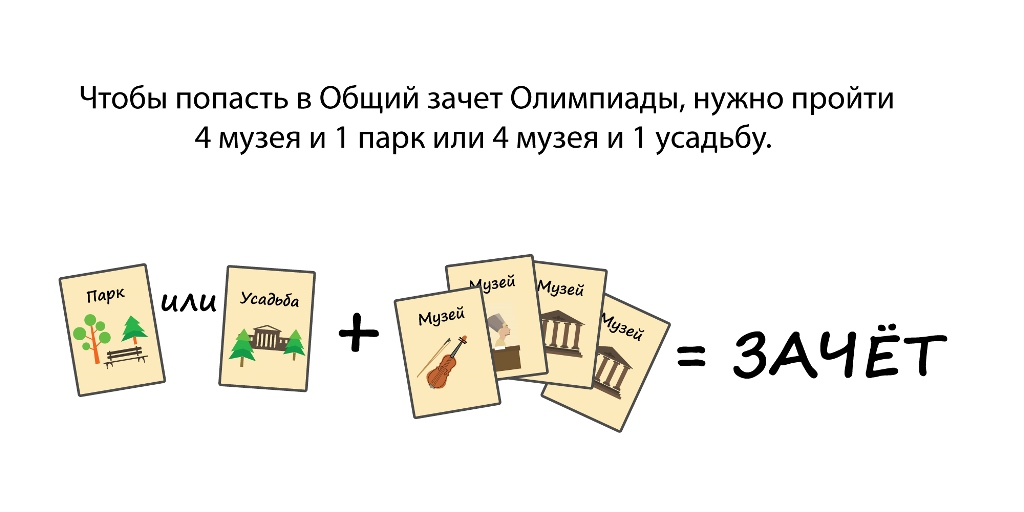 Чтобы попасть в Общий зачет Олимпиады, нужно пройти
4 музея и 1 парк или 4 музея и 1 усадьбу.
Парк
или
Усадьба
+
Музей
Музей
Музей
Музей
= ЗАЧЁТ